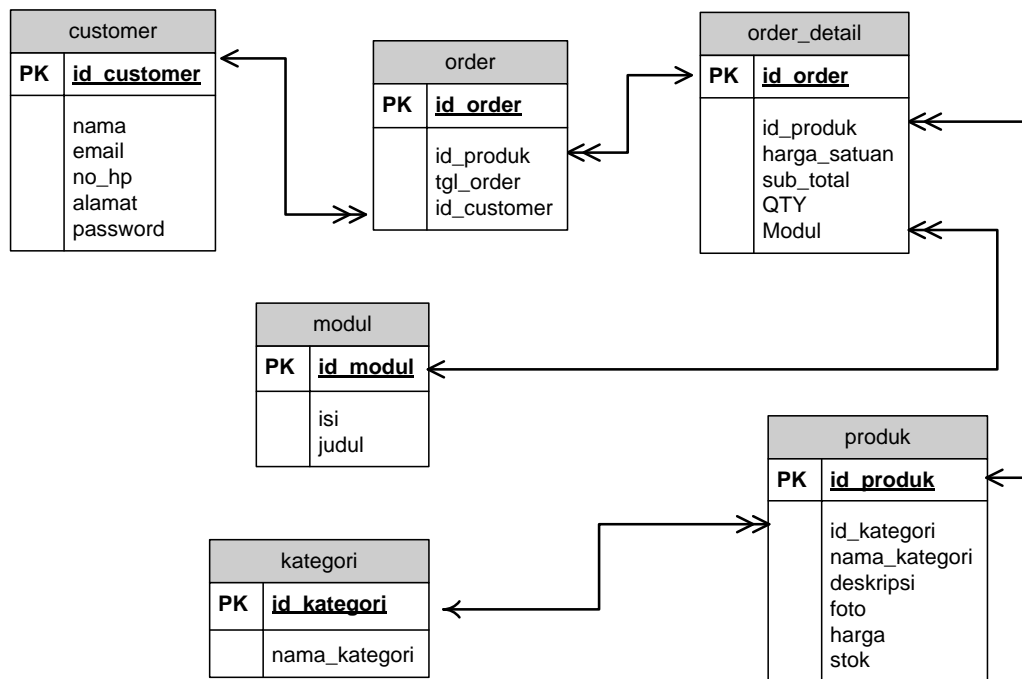 customer
PK id_customer
nama
email
no_hp
alamat
password
order
PK id_order
id_produk
tgl_order
id_customer
order_detail
PK id_order
id_produk
harga_satuan
sub_total
QTY
Modul
modul
PK id_modul
isi
judul
produk
PK id_produk
id_kategori
nama_kategori
deskripsi
foto
harga
stok
kategori
PK id_kategori
nama_kategori